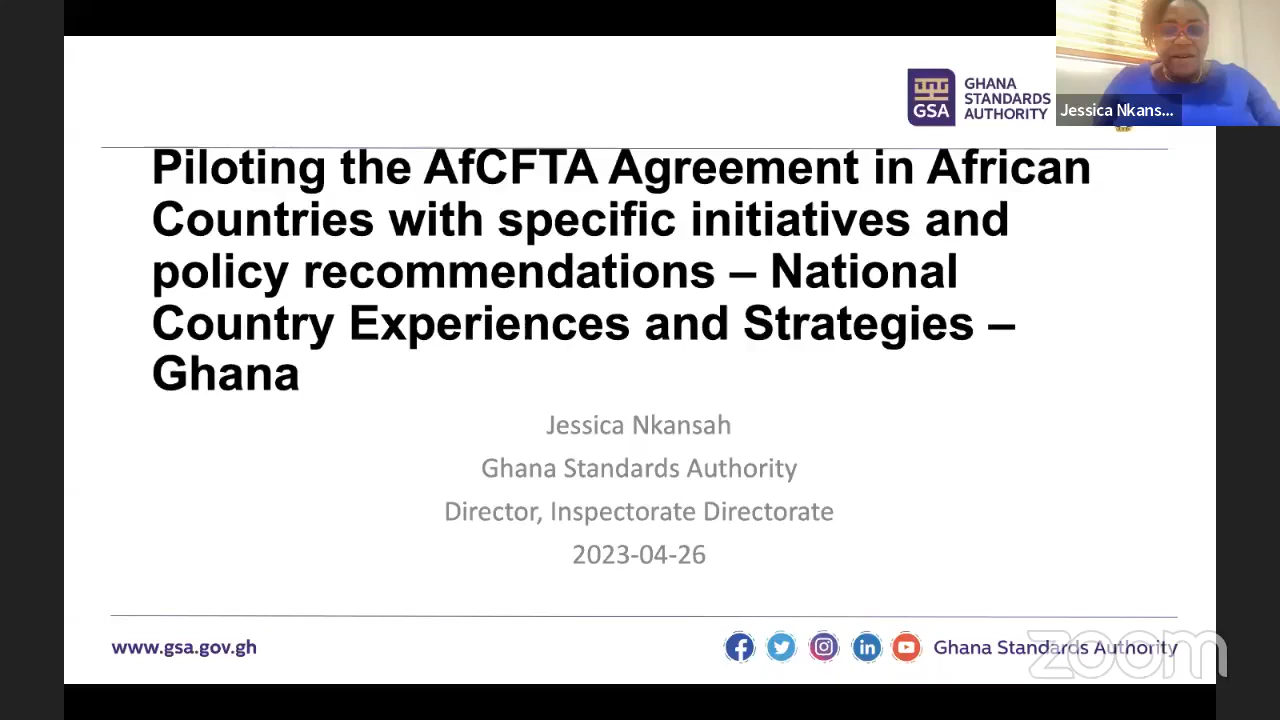 GSA
GHANA
STANDARDS
AUTHORITY
Jessica Nkans...
Piloting the AfCFTA Agreement in African
Countries with specific initiatives and
policy recommendations – National
Country Experiences and Strategies –
Ghana
Jessica Nkansah
Ghana Standards Authority
Director, Inspectorate Directorate
2023-04-26
www.gsa.gov.gh
Ghana Standards Authority
zoom